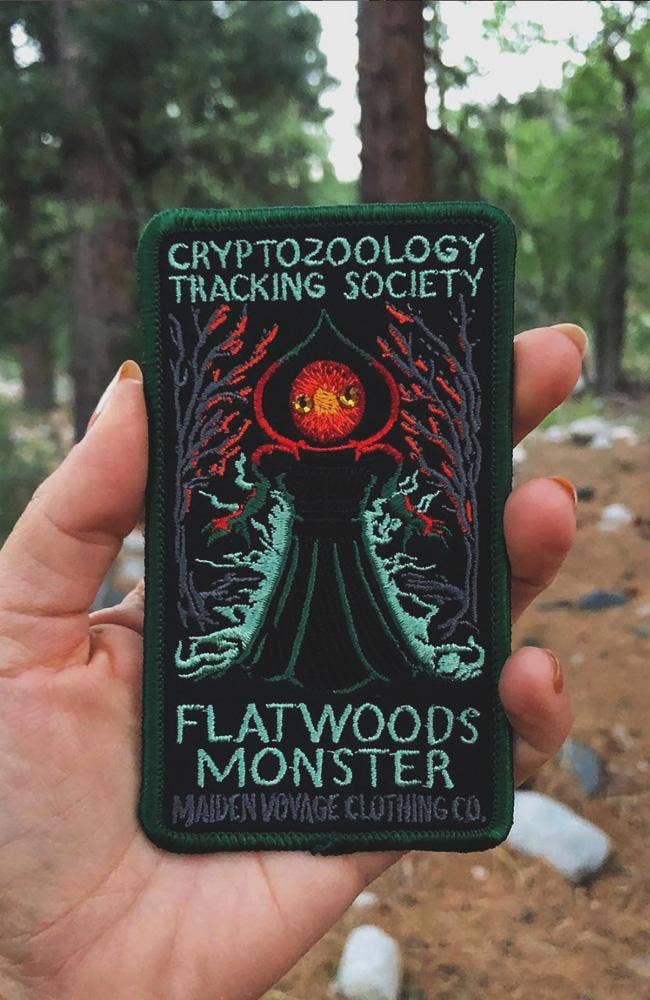 CRYPTOZOOLOGY
TRACKING SOCIETY
FLATWOODS
MONSTER
MAIDEN VOYAGE CLOTHING CO.